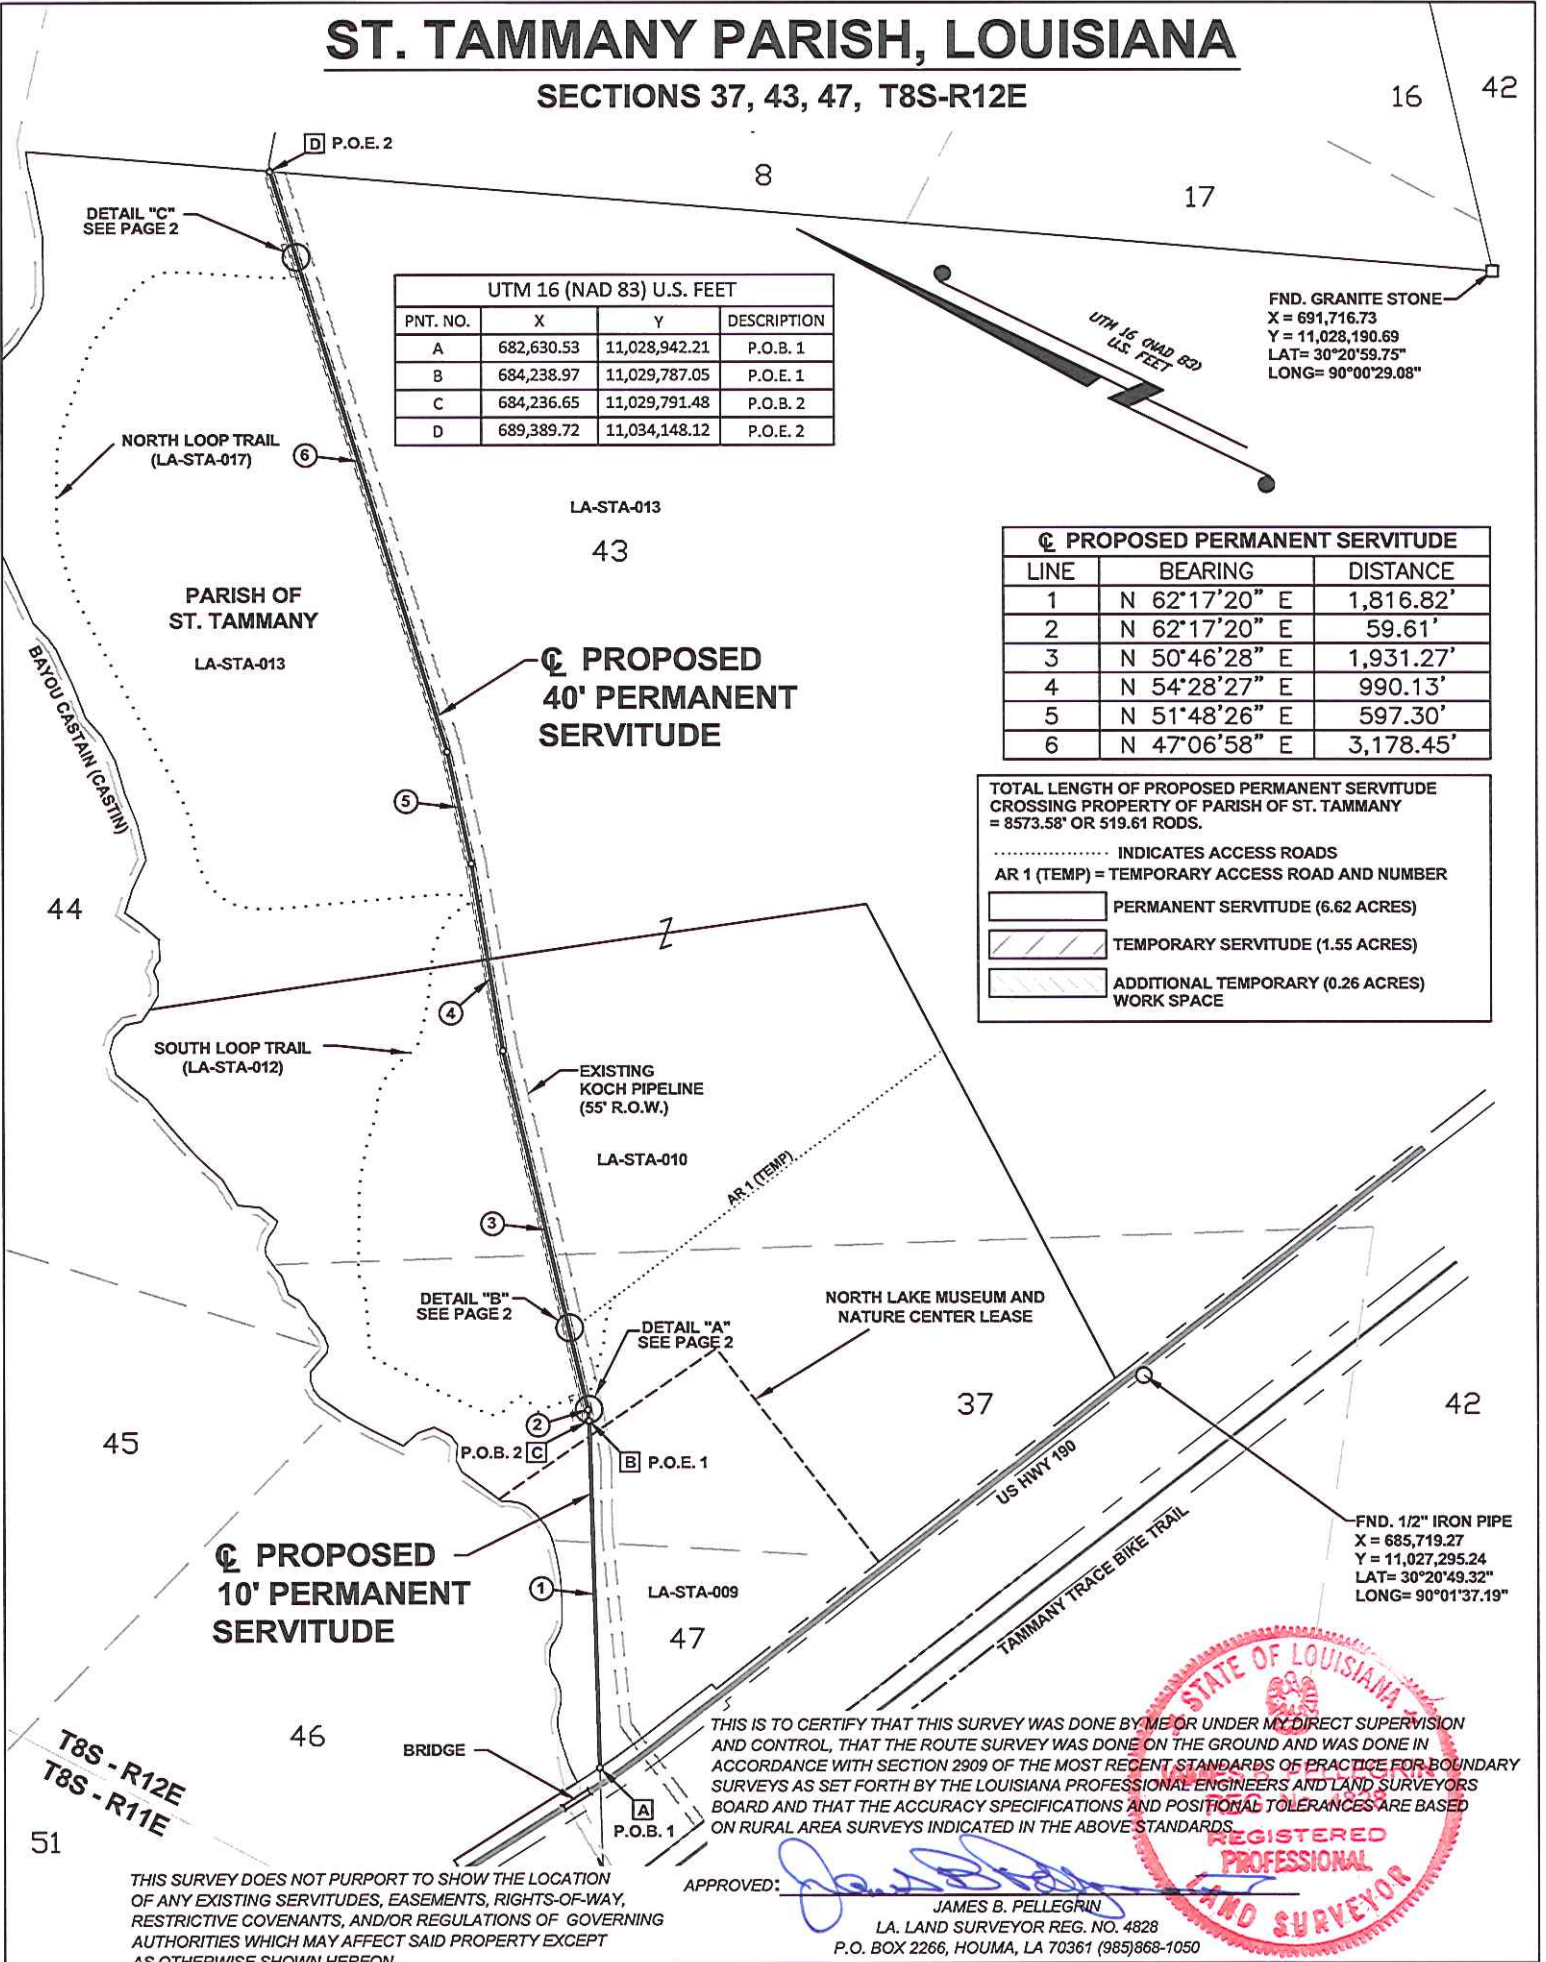 ST. TAMMANY PARISH, LOUISIANA
SECTIONS 37, 43, 47, T8S-R12E
16
42
D P.O.E. 2
8
17
DETAIL "C"
SEE PAGE 2
UTM 16 (NAD 83) U.S. FEET
PNT. NO. X Y DESCRIPTION
A 682,630.53 11,028,942.21 P.O.B. 1
B 684,238.97 11,029,787.05 P.O.E. 1
C 684,236.65 11,029,791.48 P.O.B. 2
D 689,389.72 11,034,148.12 P.O.E. 2
UTM 16 (NAD 83)
U.S. FEET
FND. GRANITE STONE
X = 691,716.73
Y = 11,028,190.69
LAT= 30°20'59.75"
LONG= 90°00'29.08"
NORTH LOOP TRAIL
(LA-STA-017)
6
LA-STA-013
43
PARISH OF
ST. TAMMANY
LA-STA-013
BAYOU CASTAIN (CASTIN)
℄ PROPOSED
40' PERMANENT
SERVITUDE
℄ PROPOSED PERMANENT SERVITUDE
LINE BEARING DISTANCE
1 N 62°17'20" E 1,816.82'
2 N 62°17'20" E 59.61'
3 N 50°46'28" E 1,931.27'
4 N 54°28'27" E 990.13'
5 N 51°48'26" E 597.30'
6 N 47°06'58" E 3,178.45'
TOTAL LENGTH OF PROPOSED PERMANENT SERVITUDE
CROSSING PROPERTY OF PARISH OF ST. TAMMANY
= 8573.58' OR 519.61 RODS.
INDICATES ACCESS ROADS
AR 1 (TEMP) = TEMPORARY ACCESS ROAD AND NUMBER
PERMANENT SERVITUDE (6.62 ACRES)
TEMPORARY SERVITUDE (1.55 ACRES)
ADDITIONAL TEMPORARY (0.26 ACRES)
WORK SPACE
5
44
Z
4
SOUTH LOOP TRAIL
(LA-STA-012)
EXISTING
KOCH PIPELINE
(55' R.O.W.)
LA-STA-010
AR 1 (TEMP)
3
DETAIL "B"
SEE PAGE 2
DETAIL "A"
SEE PAGE 2
NORTH LAKE MUSEUM AND
NATURE CENTER LEASE
37
42
45
2
P.O.B. 2 C
B P.O.E. 1
US HWY 190
FND. 1/2" IRON PIPE
X = 685,719.27
Y = 11,027,295.24
LAT= 30°20'49.32"
LONG= 90°01'37.19"
℄ PROPOSED
10' PERMANENT
SERVITUDE
1
LA-STA-009
47
TAMMANY TRACE BIKE TRAIL
46
BRIDGE
T8S - R12E
T8S - R11E
51
A
P.O.B. 1
THIS IS TO CERTIFY THAT THIS SURVEY WAS DONE BY ME OR UNDER MY DIRECT SUPERVISION
AND CONTROL, THAT THE ROUTE SURVEY WAS DONE ON THE GROUND AND WAS DONE IN
ACCORDANCE WITH SECTION 2909 OF THE MOST RECENT STANDARDS OF PRACTICE FOR BOUNDARY
SURVEYS AS SET FORTH BY THE LOUISIANA PROFESSIONAL ENGINEERS AND LAND SURVEYORS
BOARD AND THAT THE ACCURACY SPECIFICATIONS AND POSITIONAL TOLERANCES ARE BASED
ON RURAL AREA SURVEYS INDICATED IN THE ABOVE STANDARDS.
STATE OF LOUISIANA
JAMES B. PELLEGRIN
REG. No. 4828
REGISTERED
PROFESSIONAL
LAND SURVEYOR
THIS SURVEY DOES NOT PURPORT TO SHOW THE LOCATION
OF ANY EXISTING SERVITUDES, EASEMENTS, RIGHTS-OF-WAY,
RESTRICTIVE COVENANTS, AND/OR REGULATIONS OF GOVERNING
AUTHORITIES WHICH MAY AFFECT SAID PROPERTY EXCEPT
AS OTHERWISE SHOWN HEREON
APPROVED: James B Pellegrin
JAMES B. PELLEGRIN
LA. LAND SURVEYOR REG. NO. 4828
P.O. BOX 2266, HOUMA, LA 70361 (985)868-1050